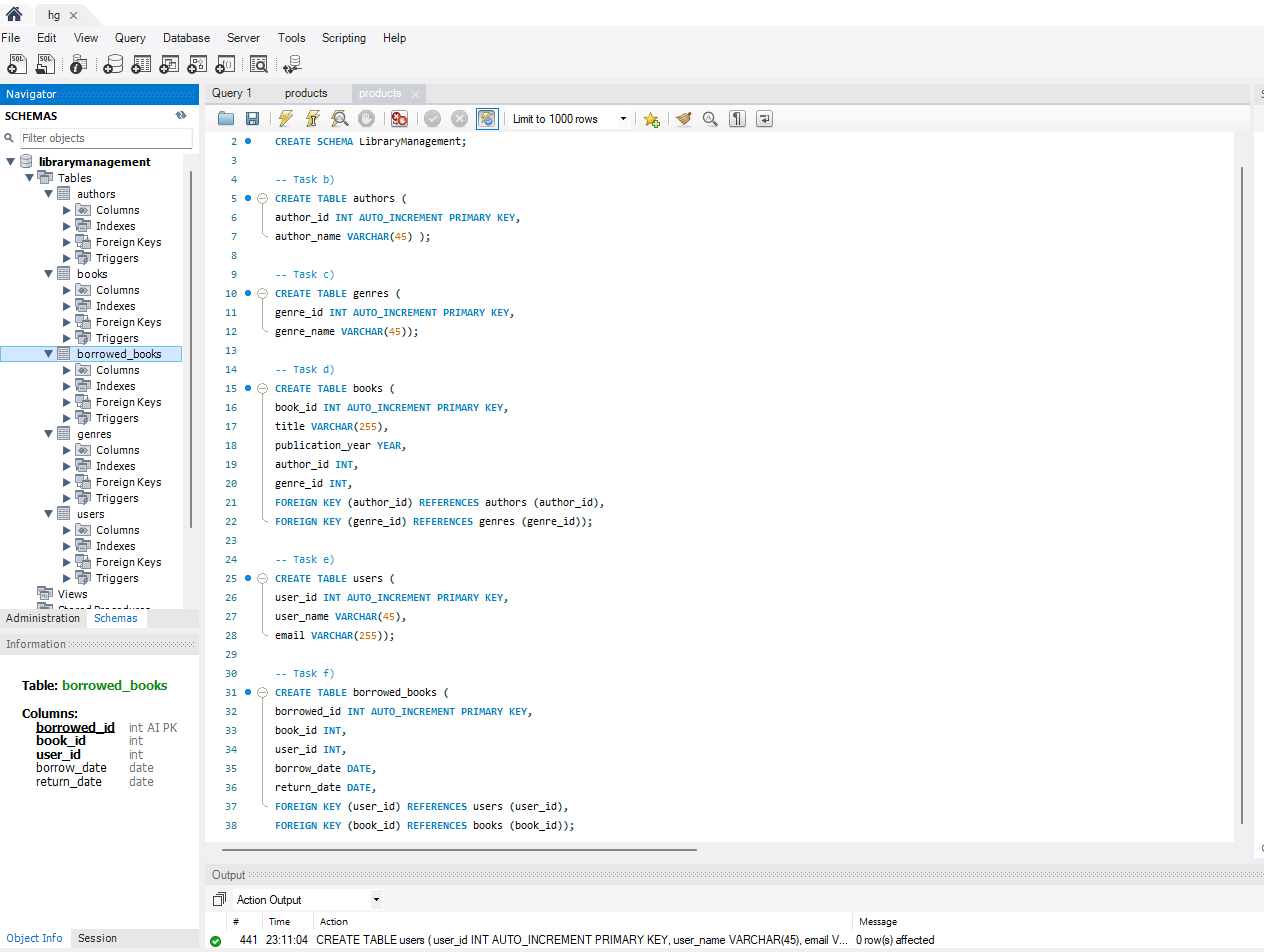 hg
File Edit View Query Database Server Tools Scripting Help
Navigator
SCHEMAS
Filter objects
librarymanagement
Tables
authors
Columns
Indexes
Foreign Keys
Triggers
books
Columns
Indexes
Foreign Keys
Triggers
borrowed_books
Columns
Indexes
Foreign Keys
Triggers
genres
Columns
Indexes
Foreign Keys
Triggers
users
Columns
Indexes
Foreign Keys
Triggers
Views
Administration Schemas
Information
Table: borrowed_books
Columns:
borrowed_id int AI PK
book_id int
user_id int
borrow_date date
return_date date
Object Info Session
Query 1 products products
Limit to 1000 rows
2 CREATE SCHEMA LibraryManagement;
3
4 -- Task b)
5 CREATE TABLE authors (
6 author_id INT AUTO_INCREMENT PRIMARY KEY,
7 author_name VARCHAR(45) );
8
9 -- Task c)
10 CREATE TABLE genres (
11 genre_id INT AUTO_INCREMENT PRIMARY KEY,
12 genre_name VARCHAR(45));
13
14 -- Task d)
15 CREATE TABLE books (
16 book_id INT AUTO_INCREMENT PRIMARY KEY,
17 title VARCHAR(255),
18 publication_year YEAR,
19 author_id INT,
20 genre_id INT,
21 FOREIGN KEY (author_id) REFERENCES authors (author_id),
22 FOREIGN KEY (genre_id) REFERENCES genres (genre_id));
23
24 -- Task e)
25 CREATE TABLE users (
26 user_id INT AUTO_INCREMENT PRIMARY KEY,
27 user_name VARCHAR(45),
28 email VARCHAR(255));
29
30 -- Task f)
31 CREATE TABLE borrowed_books (
32 borrowed_id INT AUTO_INCREMENT PRIMARY KEY,
33 book_id INT,
34 user_id INT,
35 borrow_date DATE,
36 return_date DATE,
37 FOREIGN KEY (user_id) REFERENCES users (user_id),
38 FOREIGN KEY (book_id) REFERENCES books (book_id));
Output
Action Output
# Time Action Message
441 23:11:04 CREATE TABLE users ( user_id INT AUTO_INCREMENT PRIMARY KEY, user_name VARCHAR(45), email V... 0 row(s) affected